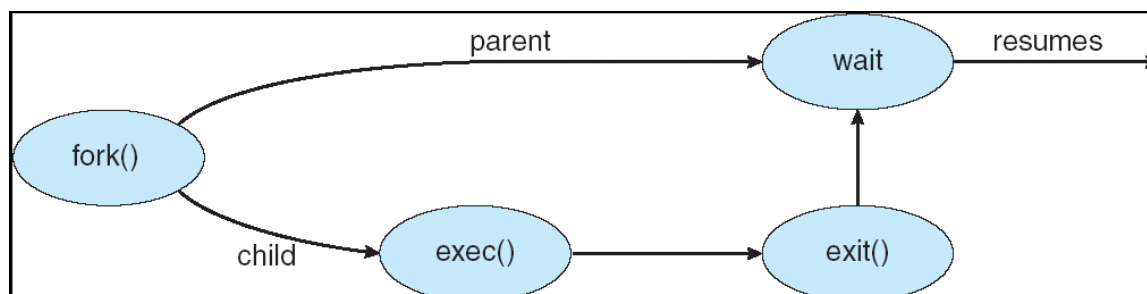 parent
wait
resumes
fork()
child
exec()
exit()